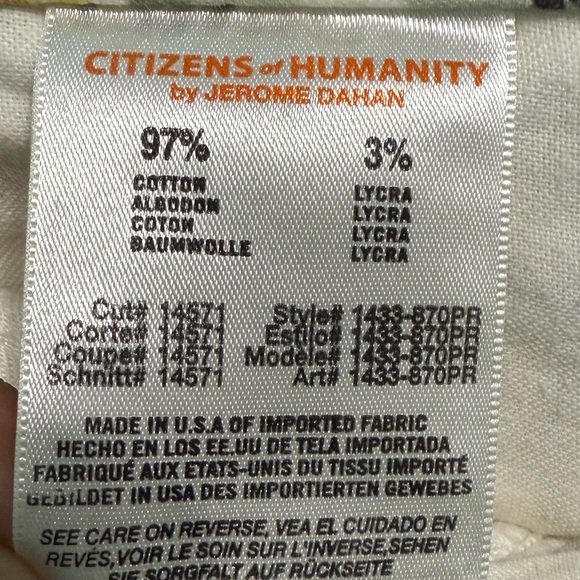 CITIZENS of HUMANITY
by JEROME DAHAN
97% 3%
COTTON LYCRA
ALGODON LYCRA
COTON LYCRA
BAUMWOLLE LYCRA
Cut# 14571 Style# 1433-870PR
Corte# 14571 Estilo# 1433-870PR
Coupe# 14571 Modele# 1433-870PR
Schnitt# 14571 Art# 1433-870PR
MADE IN U.S.A OF IMPORTED FABRIC
HECHO EN LOS EE.UU DE TELA IMPORTADA
FABRIQUÉ AUX ETATS-UNIS DU TISSU IMPORTÉ
GEBILDET IN USA DES IMPORTIERTEN GEWEBES
SEE CARE ON REVERSE, VEA EL CUIDADO EN
REVÉS, VOIR LE SOIN SUR L'INVERSE, SEHEN
SIE SORGFALT AUF RÜCKSEITE